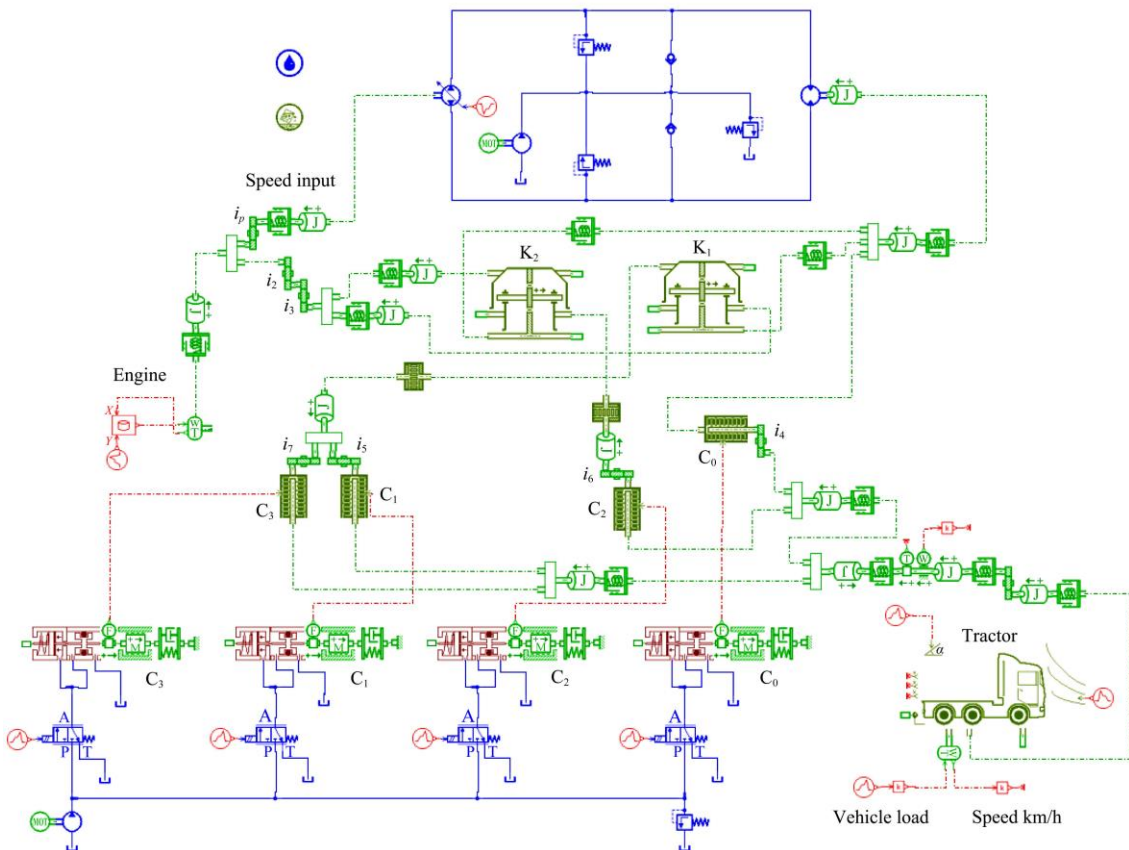 J
MOT
Speed input
i_p
J
K₂
K₁
J
i₂
J
i₃
J
J
Engine
X
W
T
Y
J
i₇
i₅
J
i₆
C₀
i₄
C₃
C₁
C₂
J
J
T
W
k
J
J
J
J
Tractor
α
F
M
M
C₃
F
M
M
C₁
F
M
M
C₂
F
M
M
C₀
A
P
T
A
P
T
A
P
T
A
P
T
MOT
k
k
Vehicle load
Speed km/h